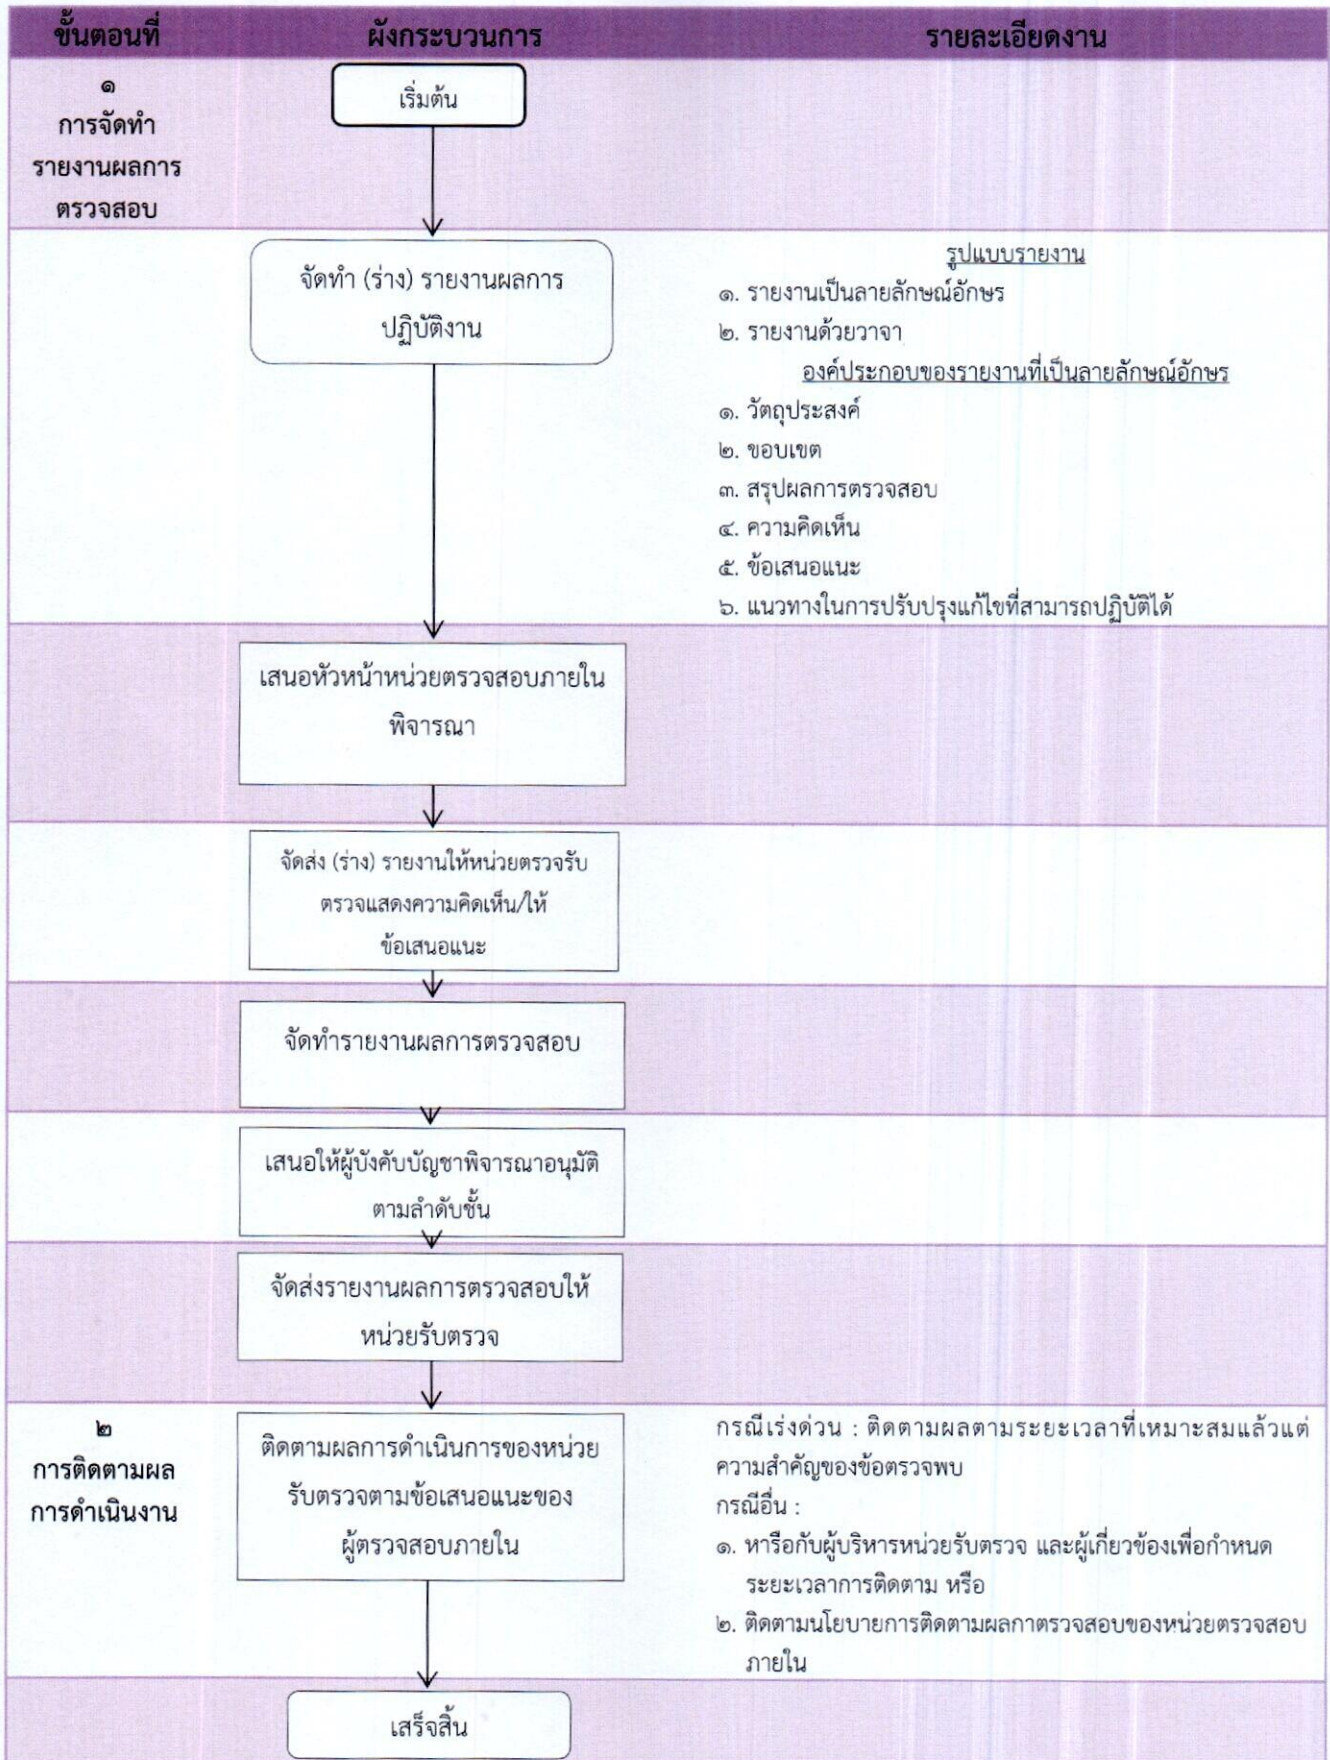 ขั้นตอนที่
ผังกระบวนการ
รายละเอียดงาน
๑
การจัดทำ
รายงานผลการ
ตรวจสอบ
เริ่มต้น
จัดทำ (ร่าง) รายงานผลการ
ปฏิบัติงาน
รูปแบบรายงาน
๑. รายงานเป็นลายลักษณ์อักษร
๒. รายงานด้วยวาจา
องค์ประกอบของรายงานที่เป็นลายลักษณ์อักษร
๑. วัตถุประสงค์
๒. ขอบเขต
๓. สรุปผลการตรวจสอบ
๔. ความคิดเห็น
๕. ข้อเสนอแนะ
๖. แนวทางในการปรับปรุงแก้ไขที่สามารถปฏิบัติได้
เสนอหัวหน้าหน่วยตรวจสอบภายใน
พิจารณา
จัดส่ง (ร่าง) รายงานให้หน่วยตรวจรับ
ตรวจแสดงความคิดเห็น/ให้
ข้อเสนอแนะ
จัดทำรายงานผลการตรวจสอบ
เสนอให้ผู้บังคับบัญชาพิจารณาอนุมัติ
ตามลำดับชั้น
จัดส่งรายงานผลการตรวจสอบให้
หน่วยรับตรวจ
๒
การติดตามผล
การดำเนินงาน
ติดตามผลการดำเนินการของหน่วย
รับตรวจตามข้อเสนอแนะของ
ผู้ตรวจสอบภายใน
กรณีเร่งด่วน : ติดตามผลตามระยะเวลาที่เหมาะสมแล้วแต่
ความสำคัญของข้อตรวจพบ
กรณีอื่น :
๑. หารือกับผู้บริหารหน่วยรับตรวจ และผู้เกี่ยวข้องเพื่อกำหนด
ระยะเวลาการติดตาม หรือ
๒. ติดตามนโยบายการติดตามผลกาตรวจสอบของหน่วยตรวจสอบ
ภายใน
เสร็จสิ้น